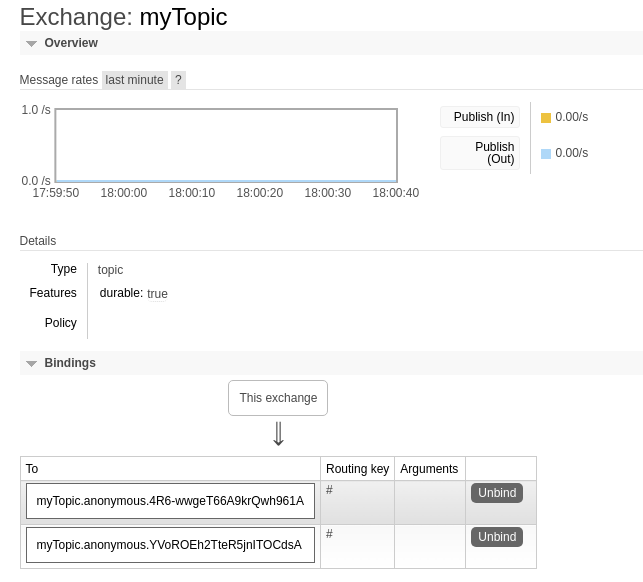 Exchange: myTopic
Overview
Message rates last minute ?
1.0 /s
0.0 /s
17:59:50 18:00:00 18:00:10 18:00:20 18:00:30 18:00:40
Publish (In) 0.00/s
Publish (Out) 0.00/s
Details
Type topic
Features durable: true
Policy
Bindings
This exchange
⇓
To Routing key Arguments
myTopic.anonymous.4R6-wwgeT66A9krQwh961A # Unbind
myTopic.anonymous.YVoROEh2TteR5jnITOCdsA # Unbind